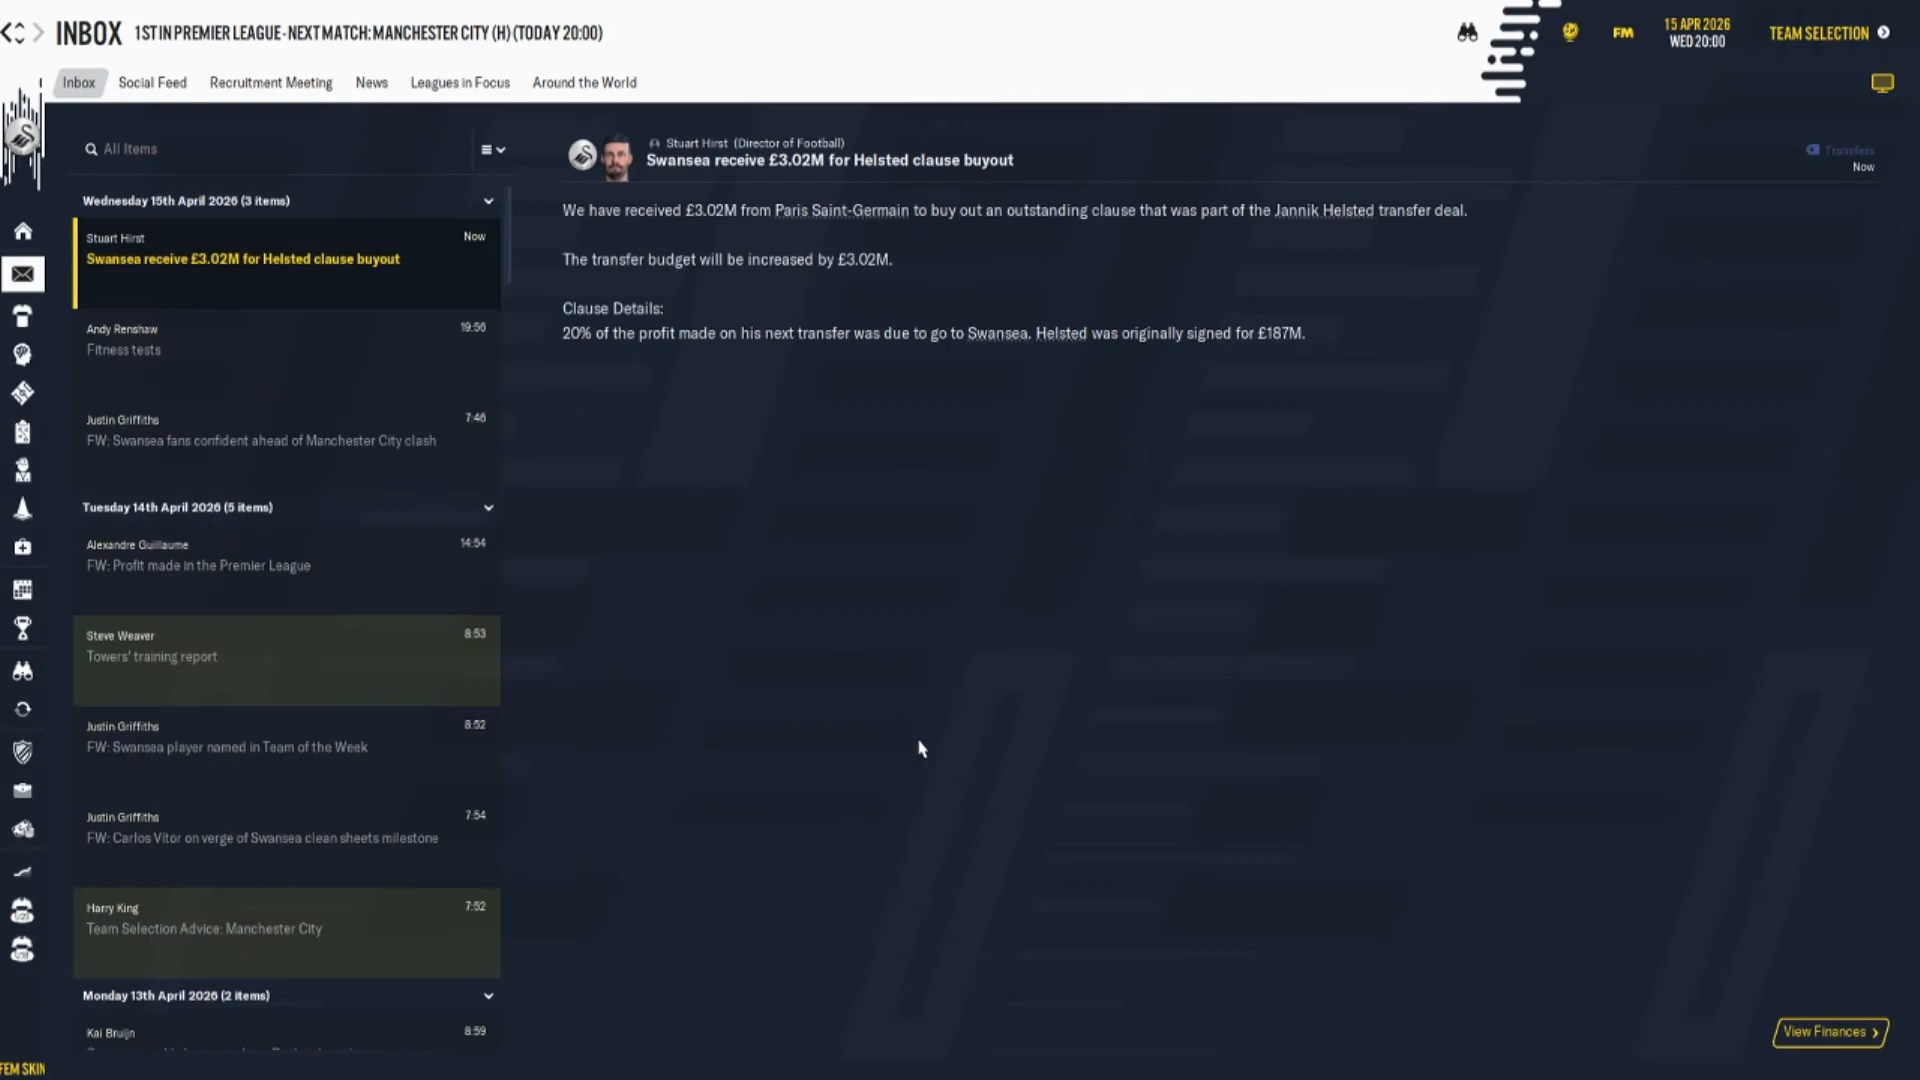 INBOX
1ST IN PREMIER LEAGUE - NEXT MATCH: MANCHESTER CITY (H) (TODAY 20:00)
FM
15 APR 2026
WED 20:00
TEAM SELECTION
Inbox
Social Feed
Recruitment Meeting
News
Leagues in Focus
Around the World
All Items
Wednesday 15th April 2026 (3 items)
Stuart Hirst
Now
Swansea receive £3.02M for Helsted clause buyout
Andy Renshaw
19:56
Fitness tests
Justin Griffiths
7:46
FW: Swansea fans confident ahead of Manchester City clash
Tuesday 14th April 2026 (5 items)
Alexandre Guillaume
14:54
FW: Profit made in the Premier League
Steve Weaver
8:53
Towers' training report
Justin Griffiths
8:52
FW: Swansea player named in Team of the Week
Justin Griffiths
7:54
FW: Carlos Vitor on verge of Swansea clean sheets milestone
Harry King
7:52
Team Selection Advice: Manchester City
Monday 13th April 2026 (2 items)
Kai Bruijn
8:59
Stuart Hirst (Director of Football)
Swansea receive £3.02M for Helsted clause buyout
Transfers
Now
We have received £3.02M from Paris Saint-Germain to buy out an outstanding clause that was part of the Jannik Helsted transfer deal.
The transfer budget will be increased by £3.02M.
Clause Details:
20% of the profit made on his next transfer was due to go to Swansea. Helsted was originally signed for £187M.
View Finances
FEM SKIN